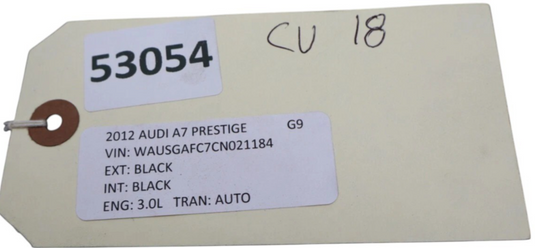 53054
CU 18
2012 AUDI A7 PRESTIGE G9
VIN: WAUSGAFC7CN021184
EXT: BLACK
INT: BLACK
ENG: 3.0L TRAN: AUTO